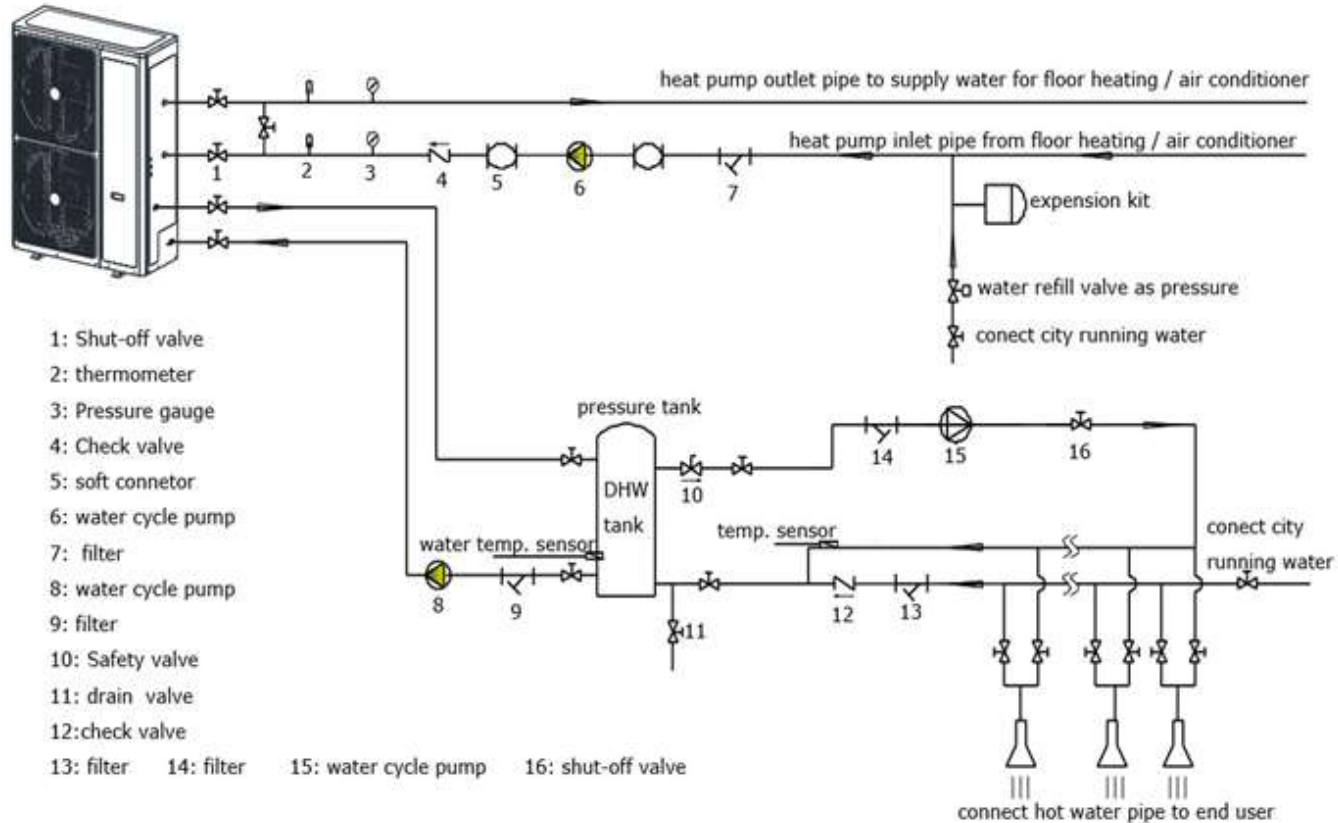 heat pump outlet pipe to supply water for floor heating / air conditioner
heat pump inlet pipe from floor heating / air conditioner
1
2
3
4
5
6
7
expension kit
water refill valve as pressure
conect city running water
1: Shut-off valve
2: thermometer
3: Pressure gauge
4: Check valve
5: soft connetor
6: water cycle pump
7: filter
8: water cycle pump
9: filter
10: Safety valve
11: drain valve
12:check valve
13: filter 14: filter 15: water cycle pump 16: shut-off valve
pressure tank
DHW
tank
water temp. sensor
8
9
10
11
temp. sensor
12
13
14
15
16
conect city
running water
connect hot water pipe to end user